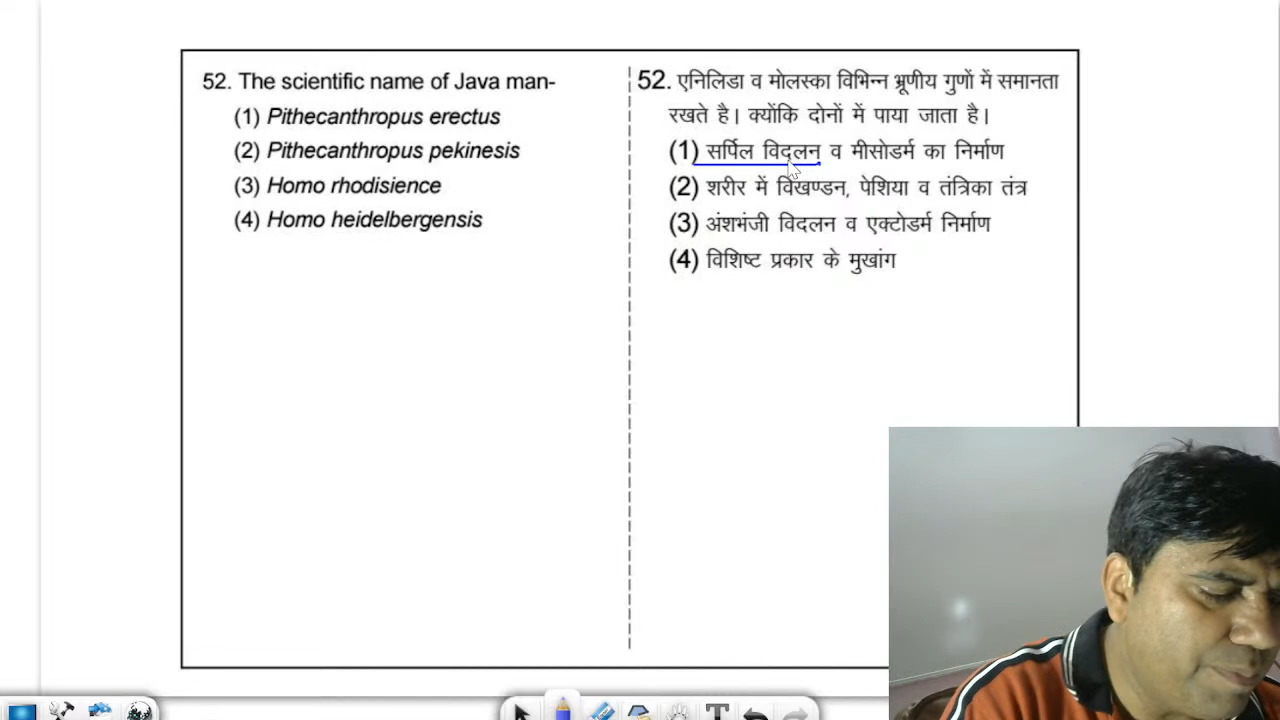 52. The scientific name of Java man-
(1) Pithecanthropus erectus
(2) Pithecanthropus pekinesis
(3) Homo rhodisience
(4) Homo heidelbergensis
52. एनिलिडा व मोलस्का विभिन्न भ्रूणीय गुणों में समानता
रखते है। क्योंकि दोनों में पाया जाता है।
(1) सर्पिल विदलन व मीसोडर्म का निर्माण
(2) शरीर में विखण्डन, पेशिया व तंत्रिका तंत्र
(3) अंशभंजी विदलन व एक्टोडर्म निर्माण
(4) विशिष्ट प्रकार के मुखांग